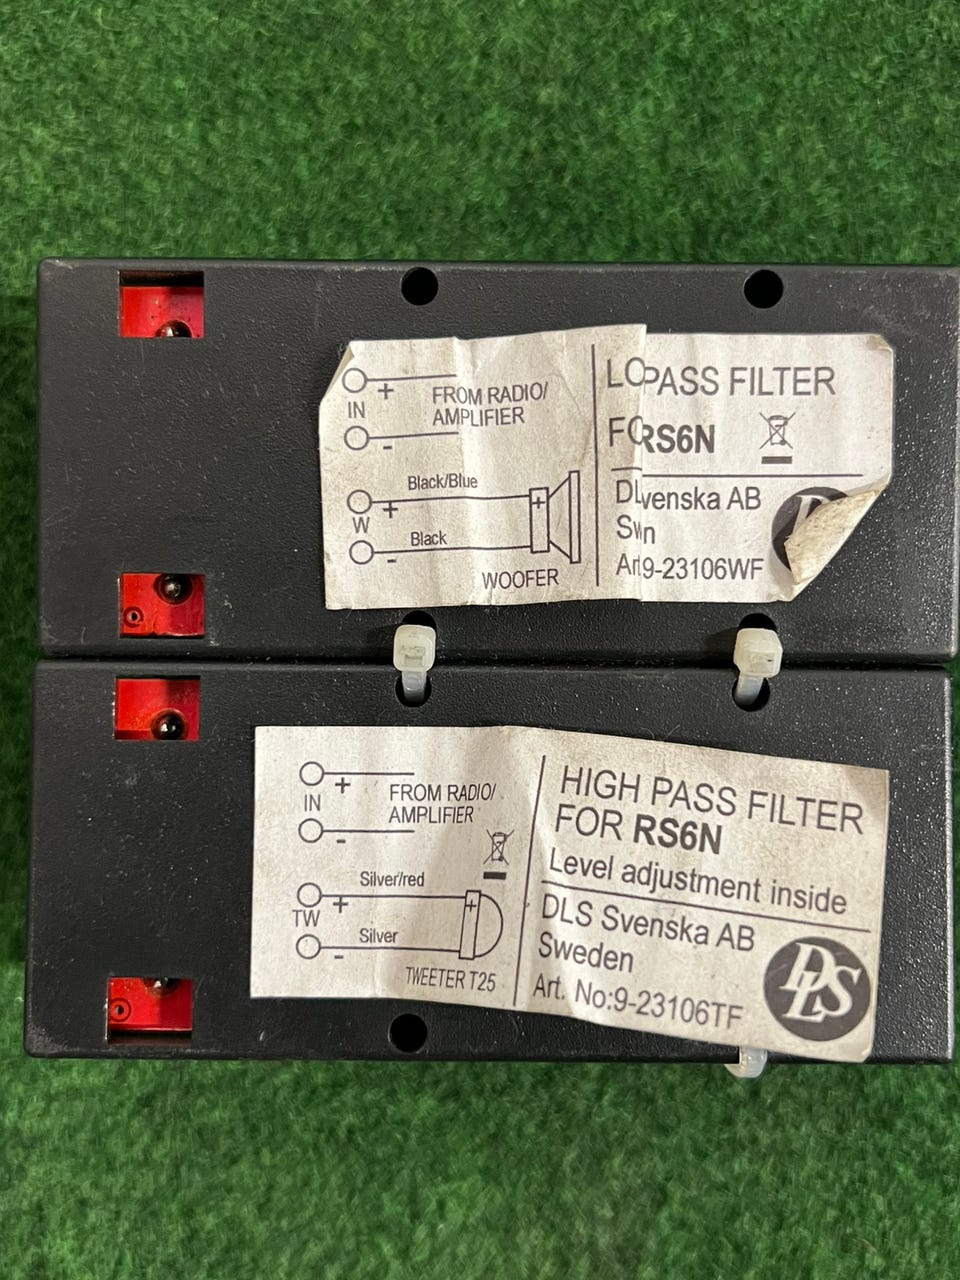 +
FROM RADIO/
IN
AMPLIFIER
-
Black/Blue
+
W
Black
-
WOOFER
LO PASS FILTER
FO RS6N
DL venska AB
Sw n
Art 9-23106WF
+
FROM RADIO/
IN
AMPLIFIER
-
Silver/red
+
TW
+
Silver
-
TWEETER T25
HIGH PASS FILTER
FOR RS6N
Level adjustment inside
DLS Svenska AB
Sweden
Art. No:9-23106TF
DLS